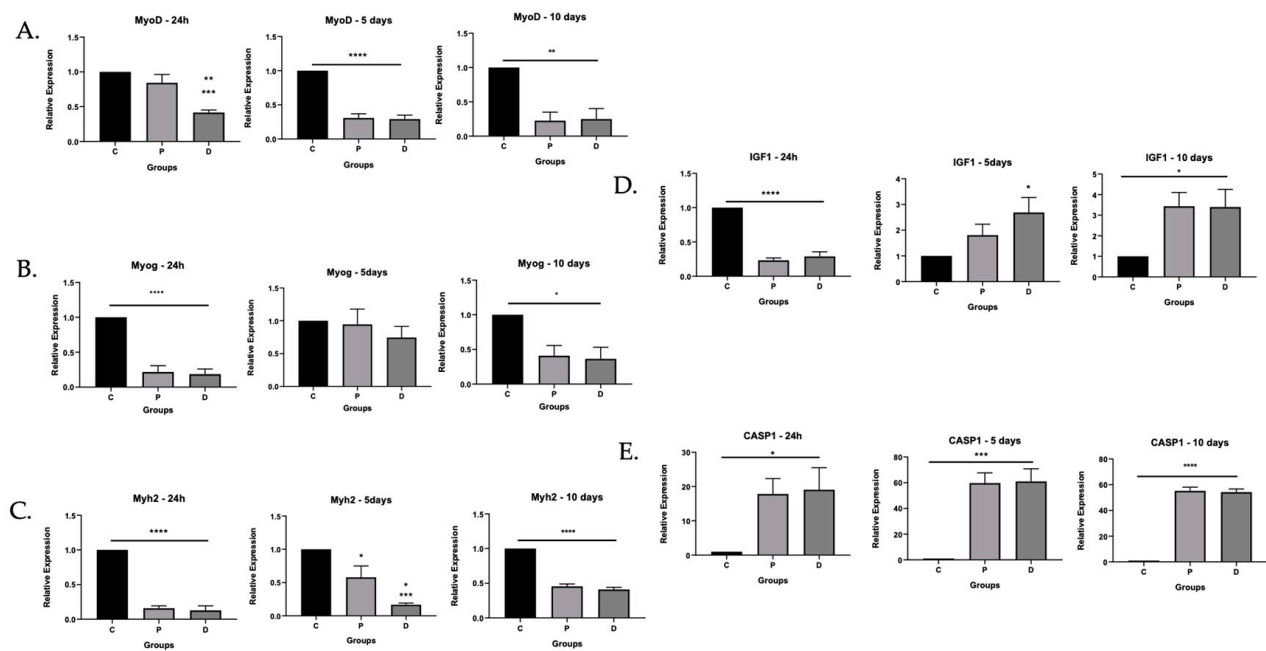 A.
MyoD - 24h
Relative Expression
1.5
1.0
0.5
0.0
**
***
C P D
Groups
MyoD - 5 days
Relative Expression
1.5
1.0
0.5
0.0
****
C P D
Groups
MyoD - 10 days
Relative Expression
1.5
1.0
0.5
0.0
**
C P D
Groups
B.
Myog - 24h
Relative Expression
1.5
1.0
0.5
0.0
****
C P D
Groups
Myog - 5days
Relative Expression
1.5
1.0
0.5
0.0
C P D
Groups
Myog - 10 days
Relative Expression
1.5
1.0
0.5
0.0
*
C P D
Groups
C.
Myh2 - 24h
Relative Expression
1.5
1.0
0.5
0.0
****
C P D
Groups
Myh2 - 5days
Relative Expression
1.5
1.0
0.5
0.0
*
*
***
C P D
Groups
Myh2 - 10 days
Relative Expression
1.5
1.0
0.5
0.0
****
C P D
Groups
D.
IGF1 - 24h
Relative Expression
1.5
1.0
0.5
0.0
****
C P D
Groups
IGF1 - 5days
Relative Expression
5
4
3
2
1
0
*
C P D
Groups
IGF1 - 10 days
Relative Expression
5
4
3
2
1
0
*
C P D
Groups
E.
CASP1 - 24h
Relative Expression
30
20
10
0
*
C P D
Groups
CASP1 - 5 days
Relative Expression
80
60
40
20
0
***
C P D
Groups
CASP1 - 10 days
Relative Expression
80
60
40
20
0
****
C P D
Groups